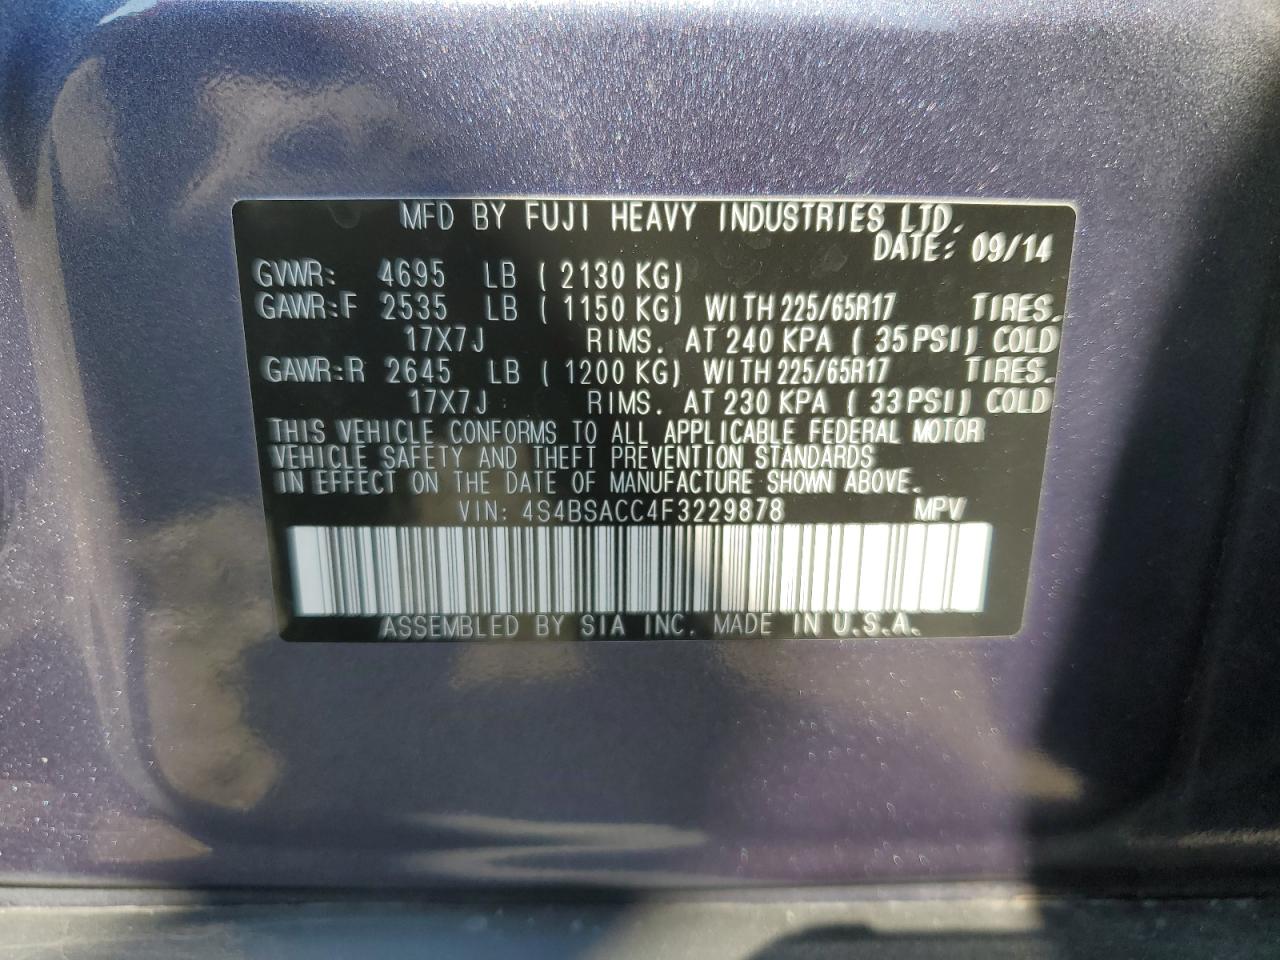 MFD BY FUJI HEAVY INDUSTRIES LTD.
DATE: 09/14
GVWR: 4695 LB ( 2130 KG)
GAWR:F 2535 LB ( 1150 KG) WITH 225/65R17 TIRES.
17X7J RIMS. AT 240 KPA ( 35 PSI) COLD
GAWR:R 2645 LB ( 1200 KG) WITH 225/65R17 TIRES.
17X7J RIMS. AT 230 KPA ( 33 PSI) COLD
THIS VEHICLE CONFORMS TO ALL APPLICABLE FEDERAL MOTOR
VEHICLE SAFETY AND THEFT PREVENTION STANDARDS
IN EFFECT ON THE DATE OF MANUFACTURE SHOWN ABOVE.
VIN: 4S4BSACC4F3229878 MPV
ASSEMBLED BY SIA INC. MADE IN U.S.A.